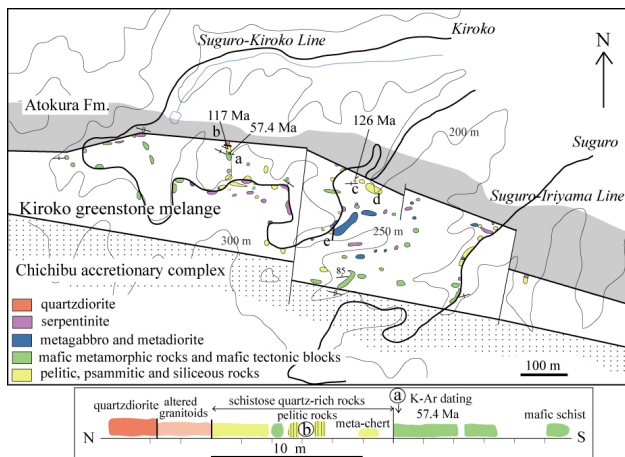 Suguro-Kiroko Line
Kiroko
N
Atokura Fm.
117 Ma
b
57.4 Ma
a
126 Ma
c
d
200 m
Suguro
Suguro-Iriyama Line
Kiroko greenstone melange
e
250 m
300 m
85
Chichibu accretionary complex
quartzdiorite
serpentinite
metagabbro and metadiorite
mafic metamorphic rocks and mafic tectonic blocks
pelitic, psammitic and siliceous rocks
100 m
quartzdiorite
altered
granitoids
schistose quartz-rich rocks
pelitic rocks
b
meta-chert
a
K-Ar dating
57.4 Ma
mafic schist
N
S
10 m